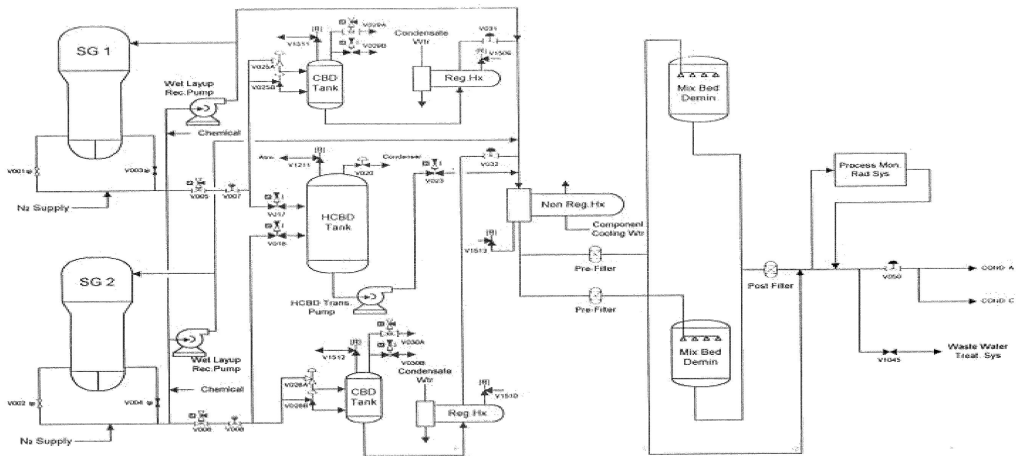 SG 1
Wet Layup
Rec.Pump
Chemical
V001
V003
N₂ Supply
V005
V007
V1511
[R]
V029A
V029B
V025A
V025B
CBD
Tank
Condensate
Wtr
V031
[R]
V1509
Reg.Hx
Atm
[R]
V1211
V020
Condenser
V023
V032
V017
V018
HCBD
Tank
HCBD Trans.
Pump
Non Reg.Hx
Component
Cooling Wtr
[R]
V1513
Pre-Filter
Pre-Filter
Mix Bed
Demin
Mix Bed
Demin
Process Mon.
Rad Sys
Post Filter
V050
COND A
COND C
V1045
Waste Water
Treat. Sys
SG 2
Wet Layup
Rec.Pump
Chemical
V002
V004
N₂ Supply
V006
V008
V1512
[R]
V030A
V030B
V026A
V026B
CBD
Tank
Condensate
Wtr
[R]
V1510
Reg.Hx